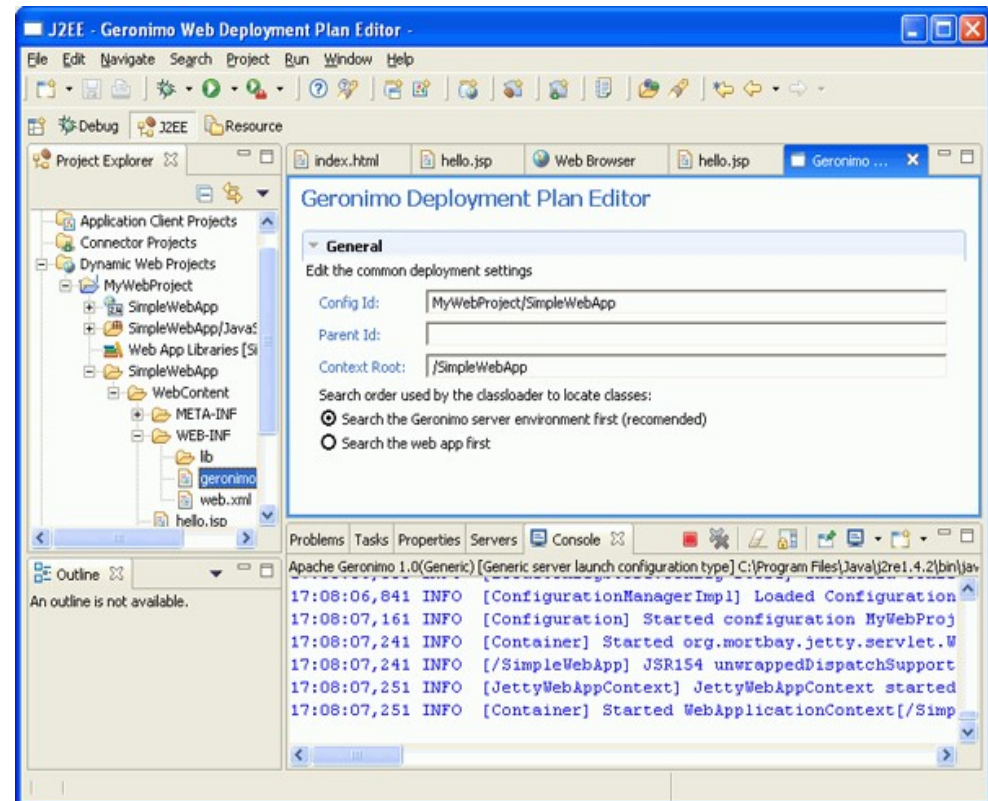 J2EE - Geronimo Web Deployment Plan Editor -
File Edit Navigate Search Project Run Window Help
Debug J2EE Resource
Project Explorer
Application Client Projects
Connector Projects
Dynamic Web Projects
MyWebProject
SimpleWebApp
SimpleWebApp/JavaS
Web App Libraries [Si
SimpleWebApp
WebContent
META-INF
WEB-INF
lib
geronimo
web.xml
hello.jsp
Outline
An outline is not available.
index.html hello.jsp Web Browser hello.jsp Geronimo ...
Geronimo Deployment Plan Editor
General
Edit the common deployment settings
Config Id: MyWebProject/SimpleWebApp
Parent Id:
Context Root: /SimpleWebApp
Search order used by the classloader to locate classes:
Search the Geronimo server environment first (recomended)
Search the web app first
Problems Tasks Properties Servers Console
Apache Geronimo 1.0(Generic) [Generic server launch configuration type] C:\Program Files\Java\j2re1.4.2\bin\jav
17:08:06,841 INFO [ConfigurationManagerImpl] Loaded Configuration
17:08:07,161 INFO [Configuration] Started configuration MyWebProj
17:08:07,241 INFO [Container] Started org.mortbay.jetty.servlet.W
17:08:07,241 INFO [/SimpleWebApp] JSR154 unwrappedDispatchSupport
17:08:07,251 INFO [JettyWebAppContext] JettyWebAppContext started
17:08:07,251 INFO [Container] Started WebApplicationContext[/Simp